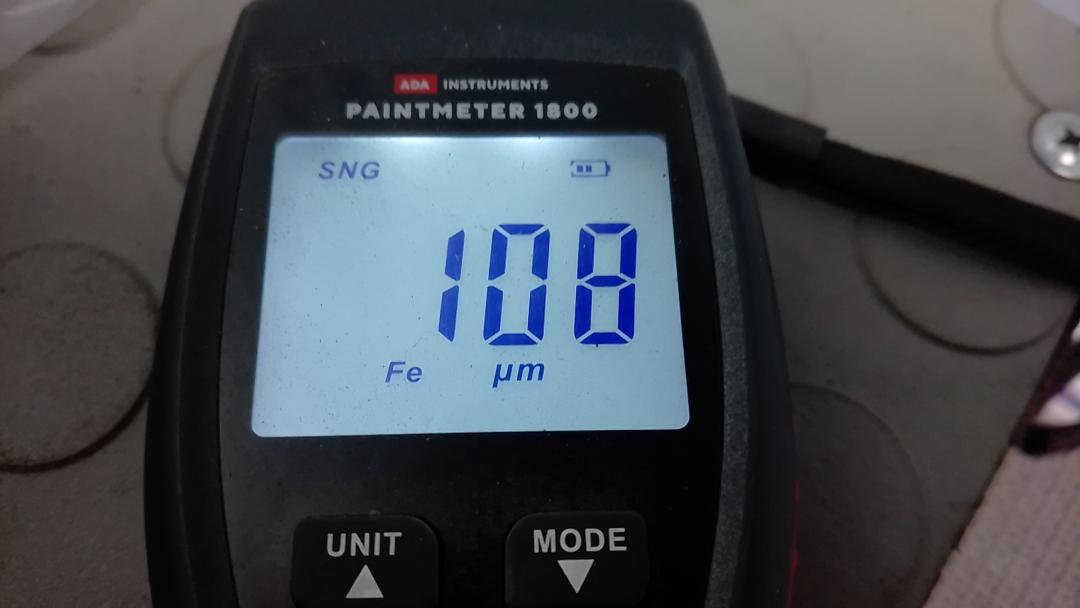 ADA INSTRUMENTS
PAINTMETER 1800
SNG
108
Fe µm
UNIT MODE